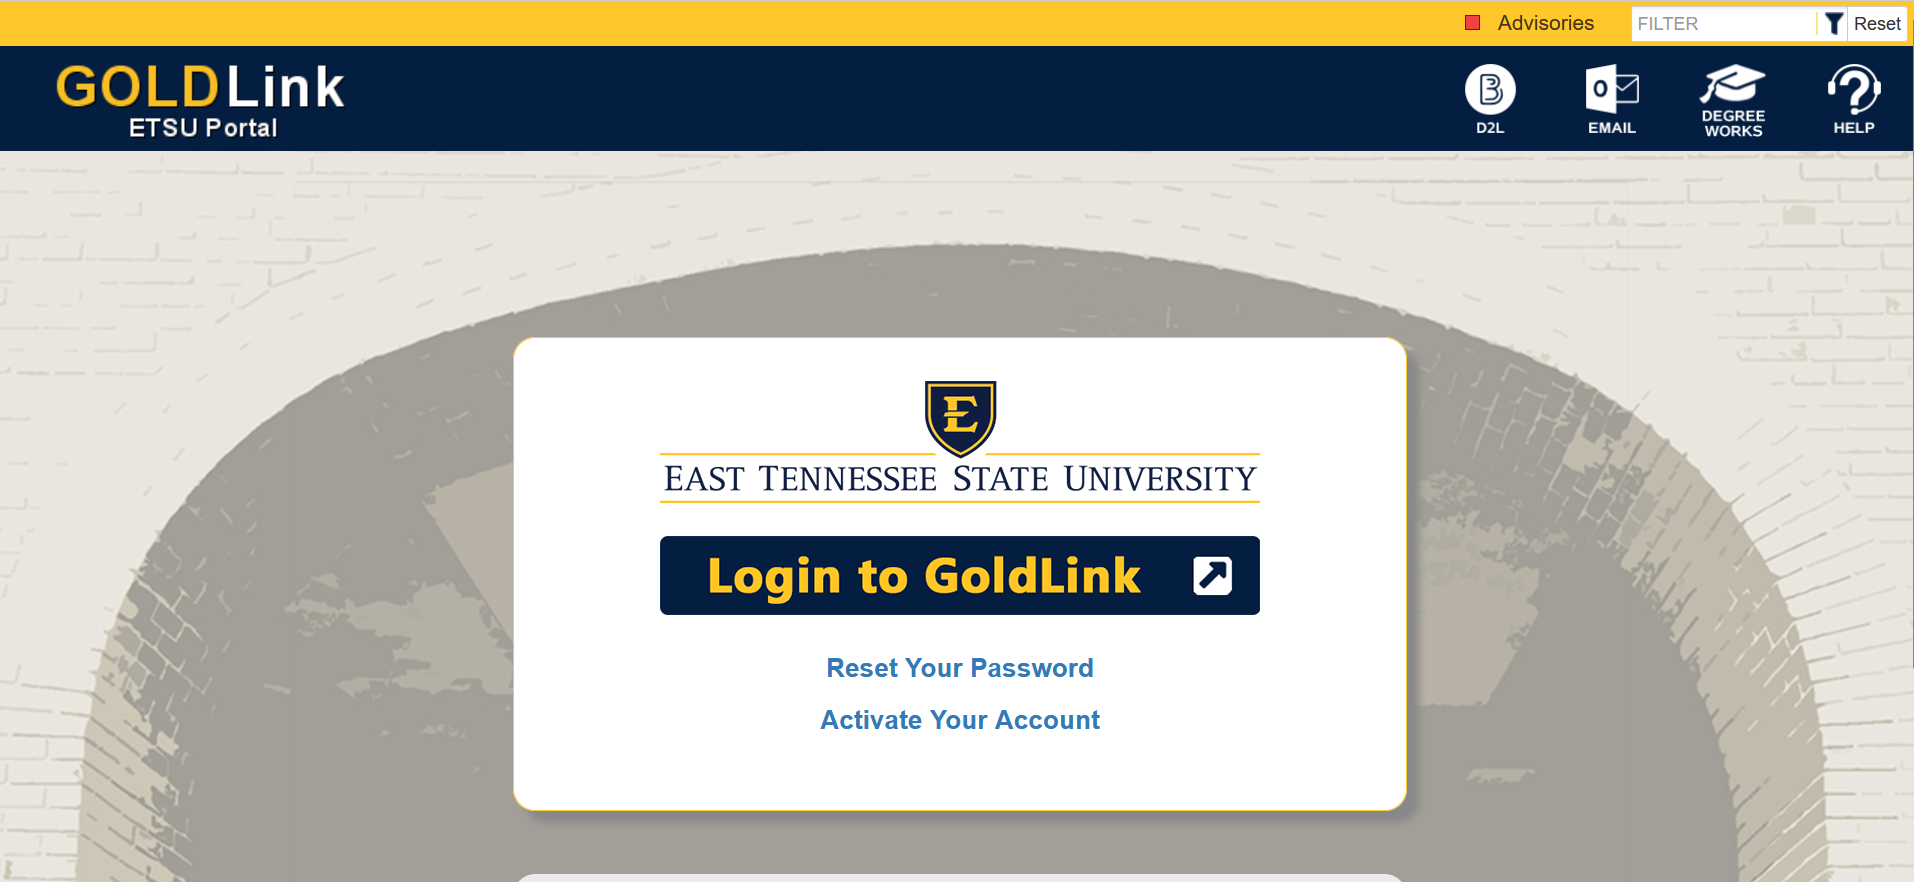 Advisories
FILTER
Reset
GOLDLink
ETSU Portal
B
D2L
O
EMAIL
DEGREE
WORKS
?
HELP
E
EAST TENNESSEE STATE UNIVERSITY
Login to GoldLink
Reset Your Password
Activate Your Account